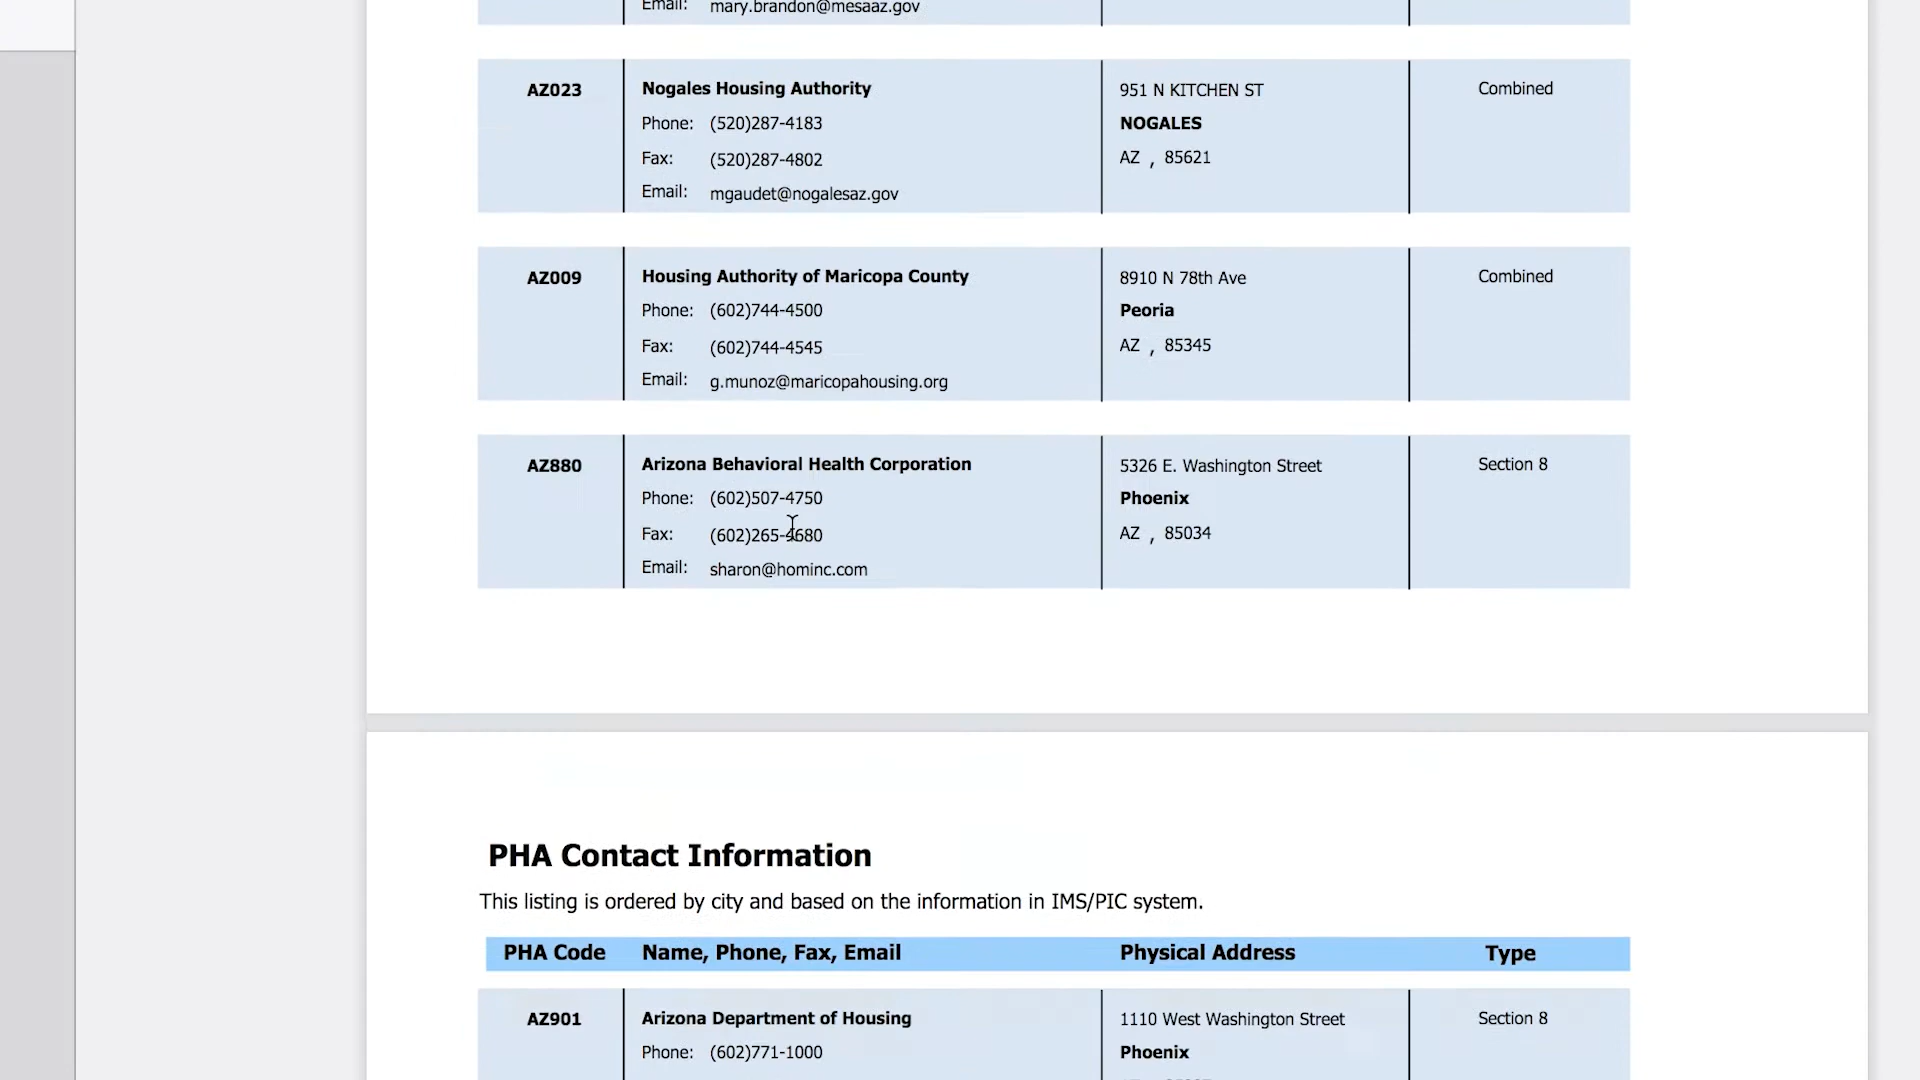 Email: mary.brandon@mesaaz.gov
AZ023 Nogales Housing Authority 951 N KITCHEN ST Combined
Phone: (520)287-4183 NOGALES
Fax: (520)287-4802 AZ , 85621
Email: mgaudet@nogalesaz.gov
AZ009 Housing Authority of Maricopa County 8910 N 78th Ave Combined
Phone: (602)744-4500 Peoria
Fax: (602)744-4545 AZ , 85345
Email: g.munoz@maricopahousing.org
AZ880 Arizona Behavioral Health Corporation 5326 E. Washington Street Section 8
Phone: (602)507-4750 Phoenix
Fax: (602)265-4680 AZ , 85034
Email: sharon@hominc.com
PHA Contact Information
This listing is ordered by city and based on the information in IMS/PIC system.
PHA Code Name, Phone, Fax, Email Physical Address Type
AZ901 Arizona Department of Housing 1110 West Washington Street Section 8
Phone: (602)771-1000 Phoenix